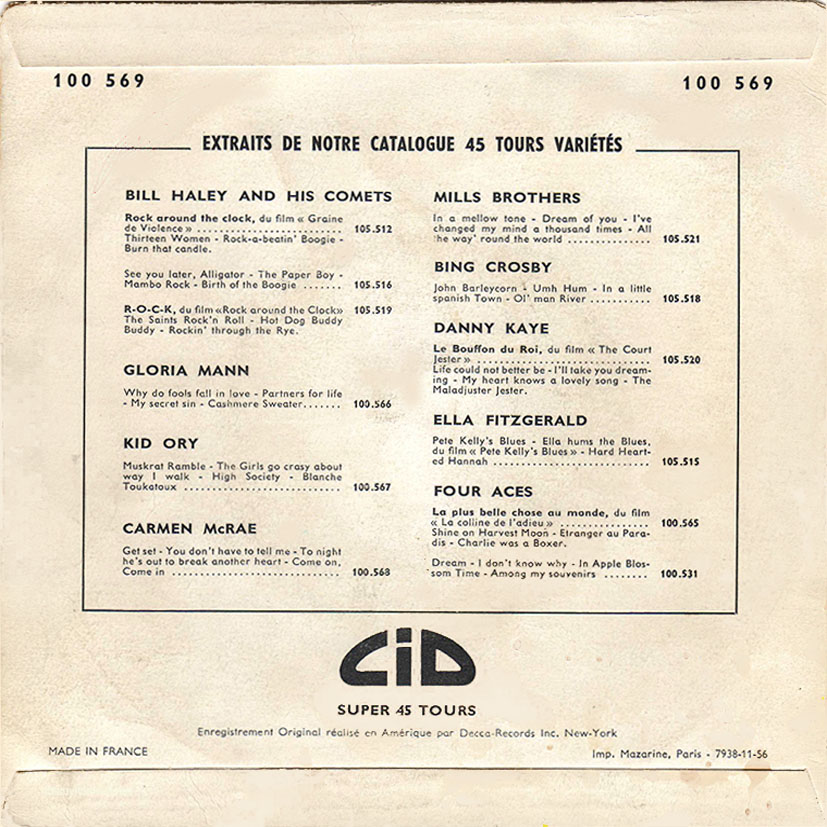 100 569
100 569
EXTRAITS DE NOTRE CATALOGUE 45 TOURS VARIÉTÉS
BILL HALEY AND HIS COMETS
Rock around the clock, du film « Graine
de Violence » ........................ 105.512
Thirteen Women - Rock-a-beatin' Boogie -
Burn that candle.
See you later, Alligator - The Paper Boy -
Mambo Rock - Birth of the Boogie ....... 105.516
R-O-C-K, du film «Rock around the Clock» 105.519
The Saints Rock'n Roll - Hot Dog Buddy
Buddy - Rockin' through the Rye.
GLORIA MANN
Why do fools fall in love - Partners for life
- My secret sin - Cashmere Sweater....... 100.566
KID ORY
Muskrat Ramble - The Girls go crasy about
way I walk - High Society - Blanche
Toukatoux ........................... 100.567
CARMEN McRAE
Get set - You don't have to tell me - To night
he's out to break another heart - Come on,
Come in ............................ 100.568
MILLS BROTHERS
In a mellow tone - Dream of you - I've
changed my mind a thousand times - All
the way' round the world ............... 105.521
BING CROSBY
John Barleycorn - Umh Hum - In a little
spanish Town - Ol' man River .......... 105.518
DANNY KAYE
Le Bouffon du Roi, du film « The Court
Jester » ............................. 105.520
Life could not better be - I'll take you dream-
ing - My heart knows a lovely song - The
Maladjuster Jester.
ELLA FITZGERALD
Pete Kelly's Blues - Ella hums the Blues,
du film « Pete Kelly's Blues » - Hard Heart-
ed Hannah .......................... 105.515
FOUR ACES
La plus belle chose au monde, du film
« La colline de l'adieu » ............... 100.565
Shine on Harvest Moon - Etranger au Para-
dis - Charlie was a Boxer.
Dream - I don't know why - In Apple Blos-
som Time - Among my souvenirs ........ 100.531
CiD
SUPER 45 TOURS
Enregistrement Original réalisé en Amérique par Decca-Records Inc. New-York
MADE IN FRANCE
Imp. Mazarine, Paris - 7938-11-56